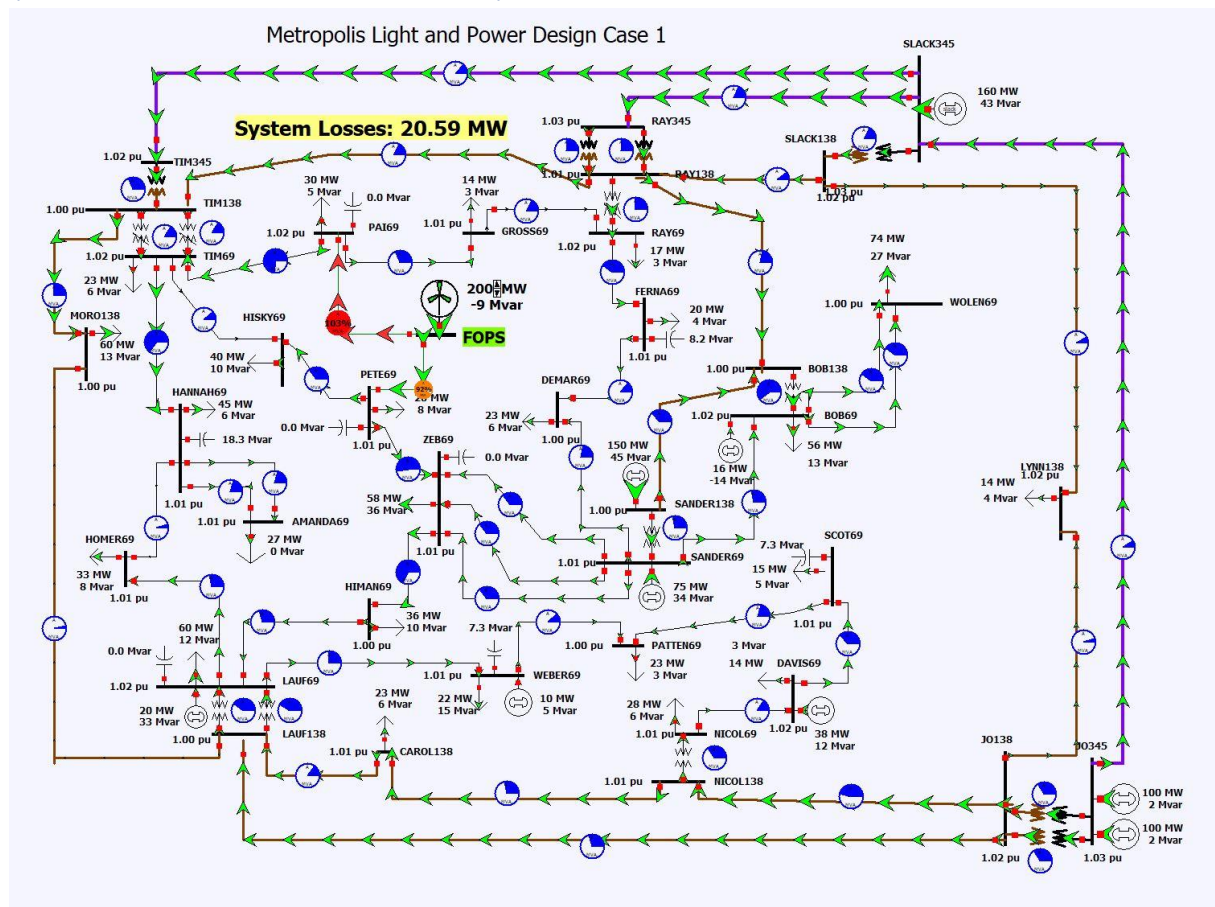 Metropolis Light and Power Design Case 1
SLACK345
160 MW
43 Mvar
System Losses: 20.59 MW
1.03 pu
RAY345
SLACK138
1.02 pu
TIM345
1.01 pu
RAY138
1.03 pu
1.02 pu
30 MW
5 Mvar
0.0 Mvar
14 MW
3 Mvar
1.00 pu
TIM138
1.02 pu
PAI69
1.01 pu
GROSS69
1.02 pu
RAY69
17 MW
3 Mvar
74 MW
27 Mvar
1.02 pu
TIM69
23 MW
6 Mvar
200 MW
-9 Mvar
FERNA69
20 MW
4 Mvar
8.2 Mvar
1.01 pu
1.00 pu
WOLEN69
MORO138
60 MW
13 Mvar
1.00 pu
HISKY69
103%
FOPS
40 MW
10 Mvar
PETE69
92%
MW
8 Mvar
0.0 Mvar
1.01 pu
DEMAR69
23 MW
6 Mvar
1.00 pu
1.00 pu
BOB138
1.02 pu
BOB69
HANNAH69
45 MW
6 Mvar
18.3 Mvar
1.01 pu
ZEB69
0.0 Mvar
58 MW
36 Mvar
1.01 pu
150 MW
45 Mvar
16 MW
-14 Mvar
56 MW
13 Mvar
SANDER138
1.00 pu
LYNN138
1.02 pu
14 MW
4 Mvar
1.01 pu
AMANDA69
27 MW
0 Mvar
HOMER69
33 MW
8 Mvar
1.01 pu
1.01 pu
SANDER69
75 MW
34 Mvar
SCOT69
7.3 Mvar
15 MW
5 Mvar
1.01 pu
HIMAN69
36 MW
10 Mvar
1.00 pu
60 MW
12 Mvar
0.0 Mvar
7.3 Mvar
1.00 pu
PATTEN69
23 MW
3 Mvar
3 Mvar
14 MW
DAVIS69
1.02 pu
LAUF69
1.01 pu
WEBER69
22 MW
15 Mvar
10 MW
5 Mvar
20 MW
33 Mvar
1.00 pu
LAUF138
23 MW
6 Mvar
1.01 pu
CAROL138
28 MW
6 Mvar
1.01 pu
NICOL69
1.02 pu
38 MW
12 Mvar
1.01 pu
NICOL138
JO138
JO345
100 MW
2 Mvar
100 MW
2 Mvar
1.02 pu
1.03 pu